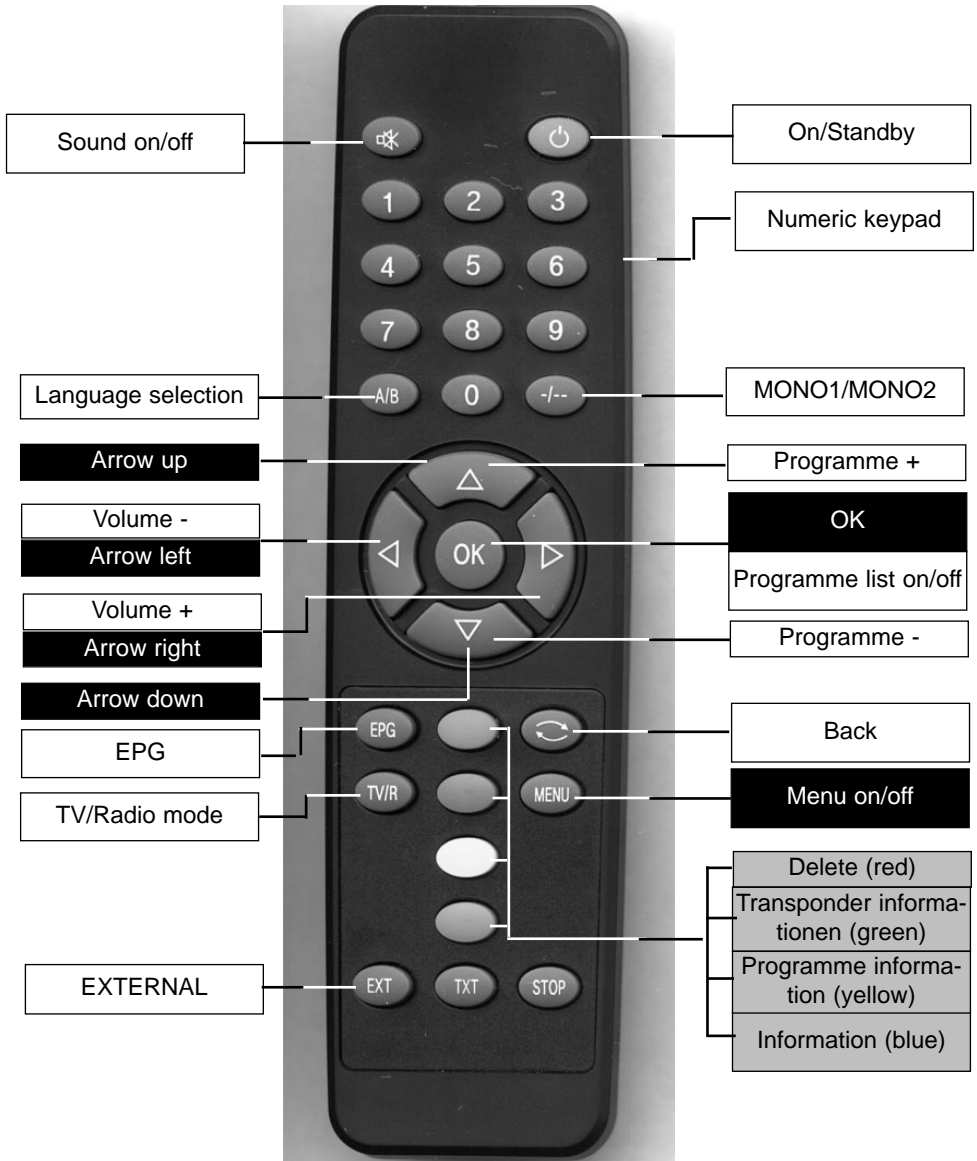 Sound on/off
On/Standby
1 2 3
Numeric keypad
4 5 6
7 8 9
Language selection
A/B 0 -/--
MONO1/MONO2
Arrow up
Programme +
Volume -
Arrow left
OK
OK
Programme list on/off
Volume +
Arrow right
Programme -
Arrow down
EPG
EPG
Back
TV/Radio mode
TV/R
MENU
Menu on/off
Delete (red)
Transponder informa-
tionen (green)
Programme informa-
tion (yellow)
Information (blue)
EXTERNAL
EXT TXT STOP